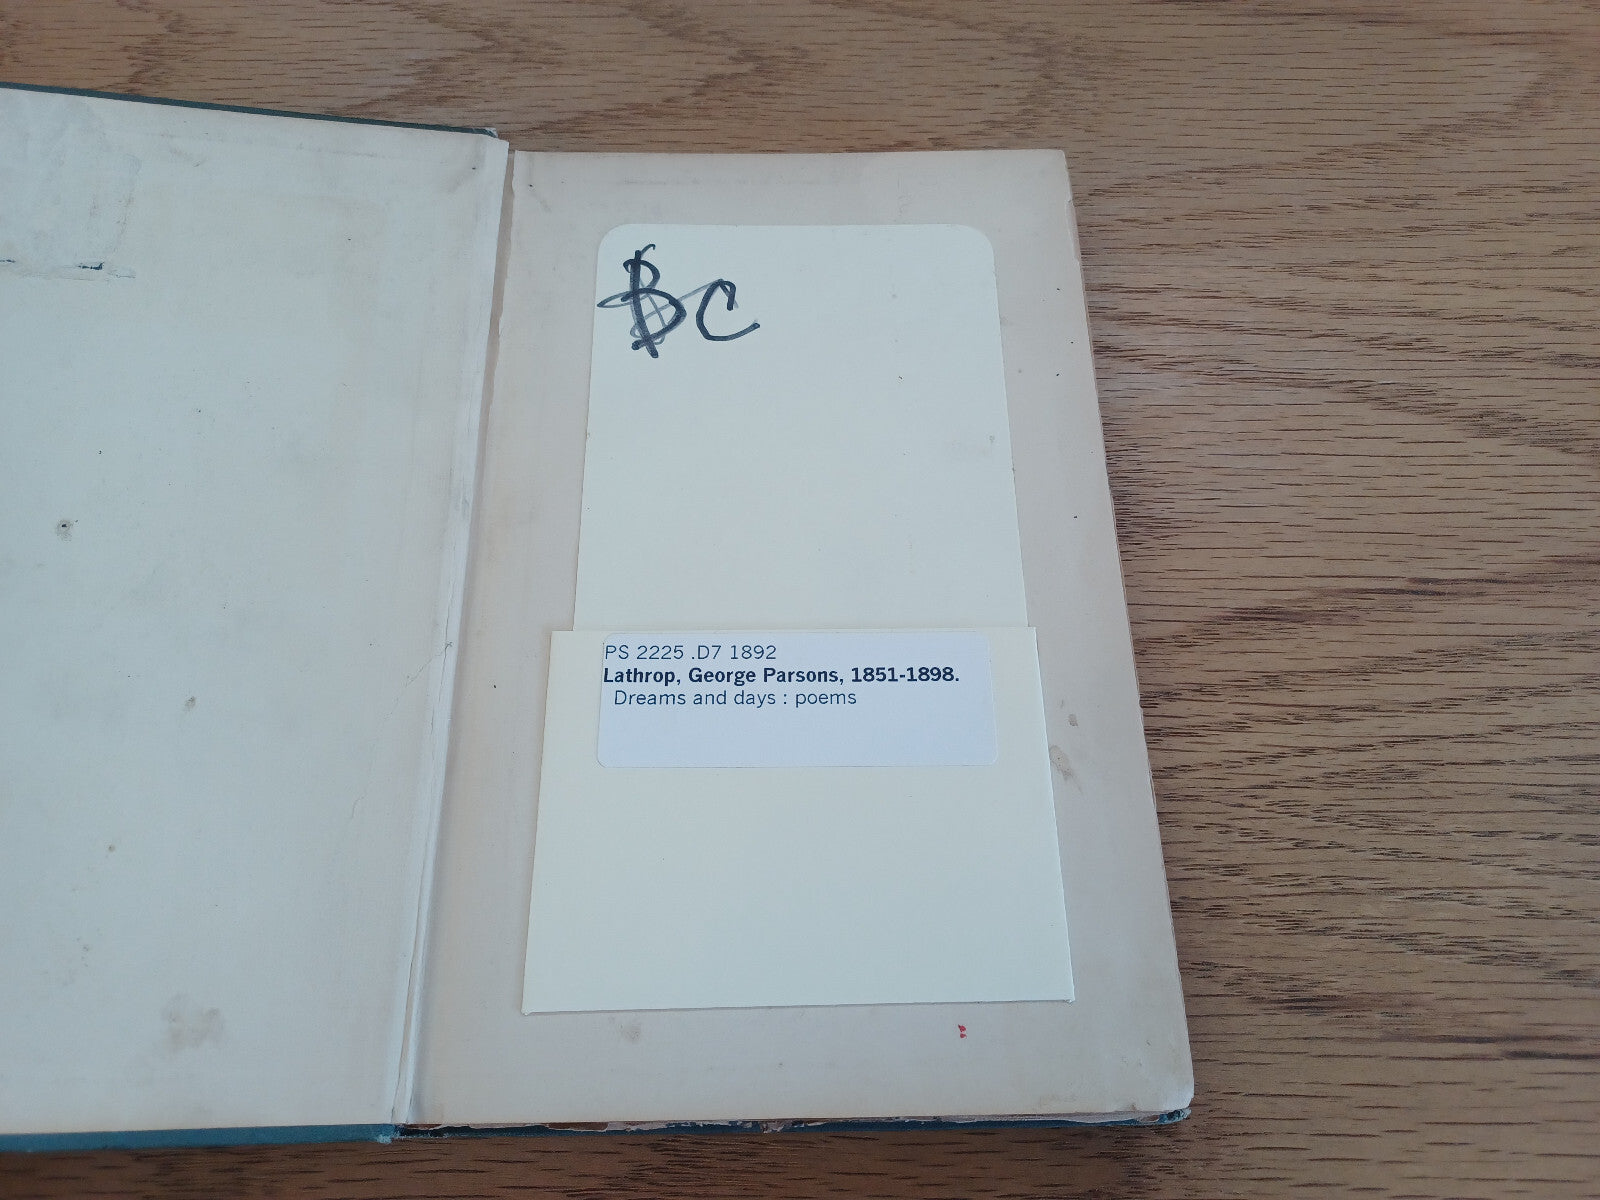 BC
PS 2225 .D7 1892
Lathrop, George Parsons, 1851-1898.
Dreams and days : poems